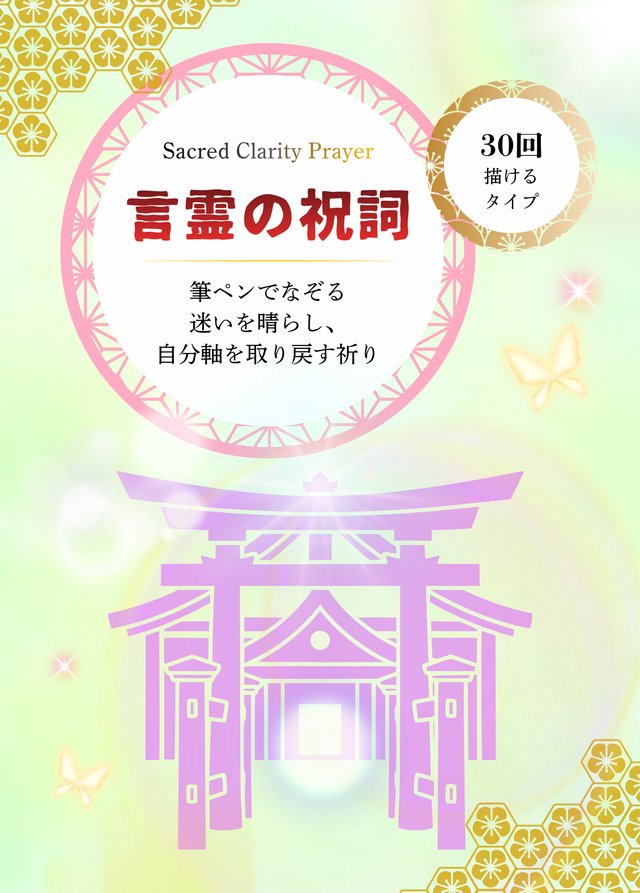 Sacred Clarity Prayer
言霊の祝詞
筆ペンでなぞる
迷いを晴らし、
自分軸を取り戻す祈り
30回
描ける
タイプ